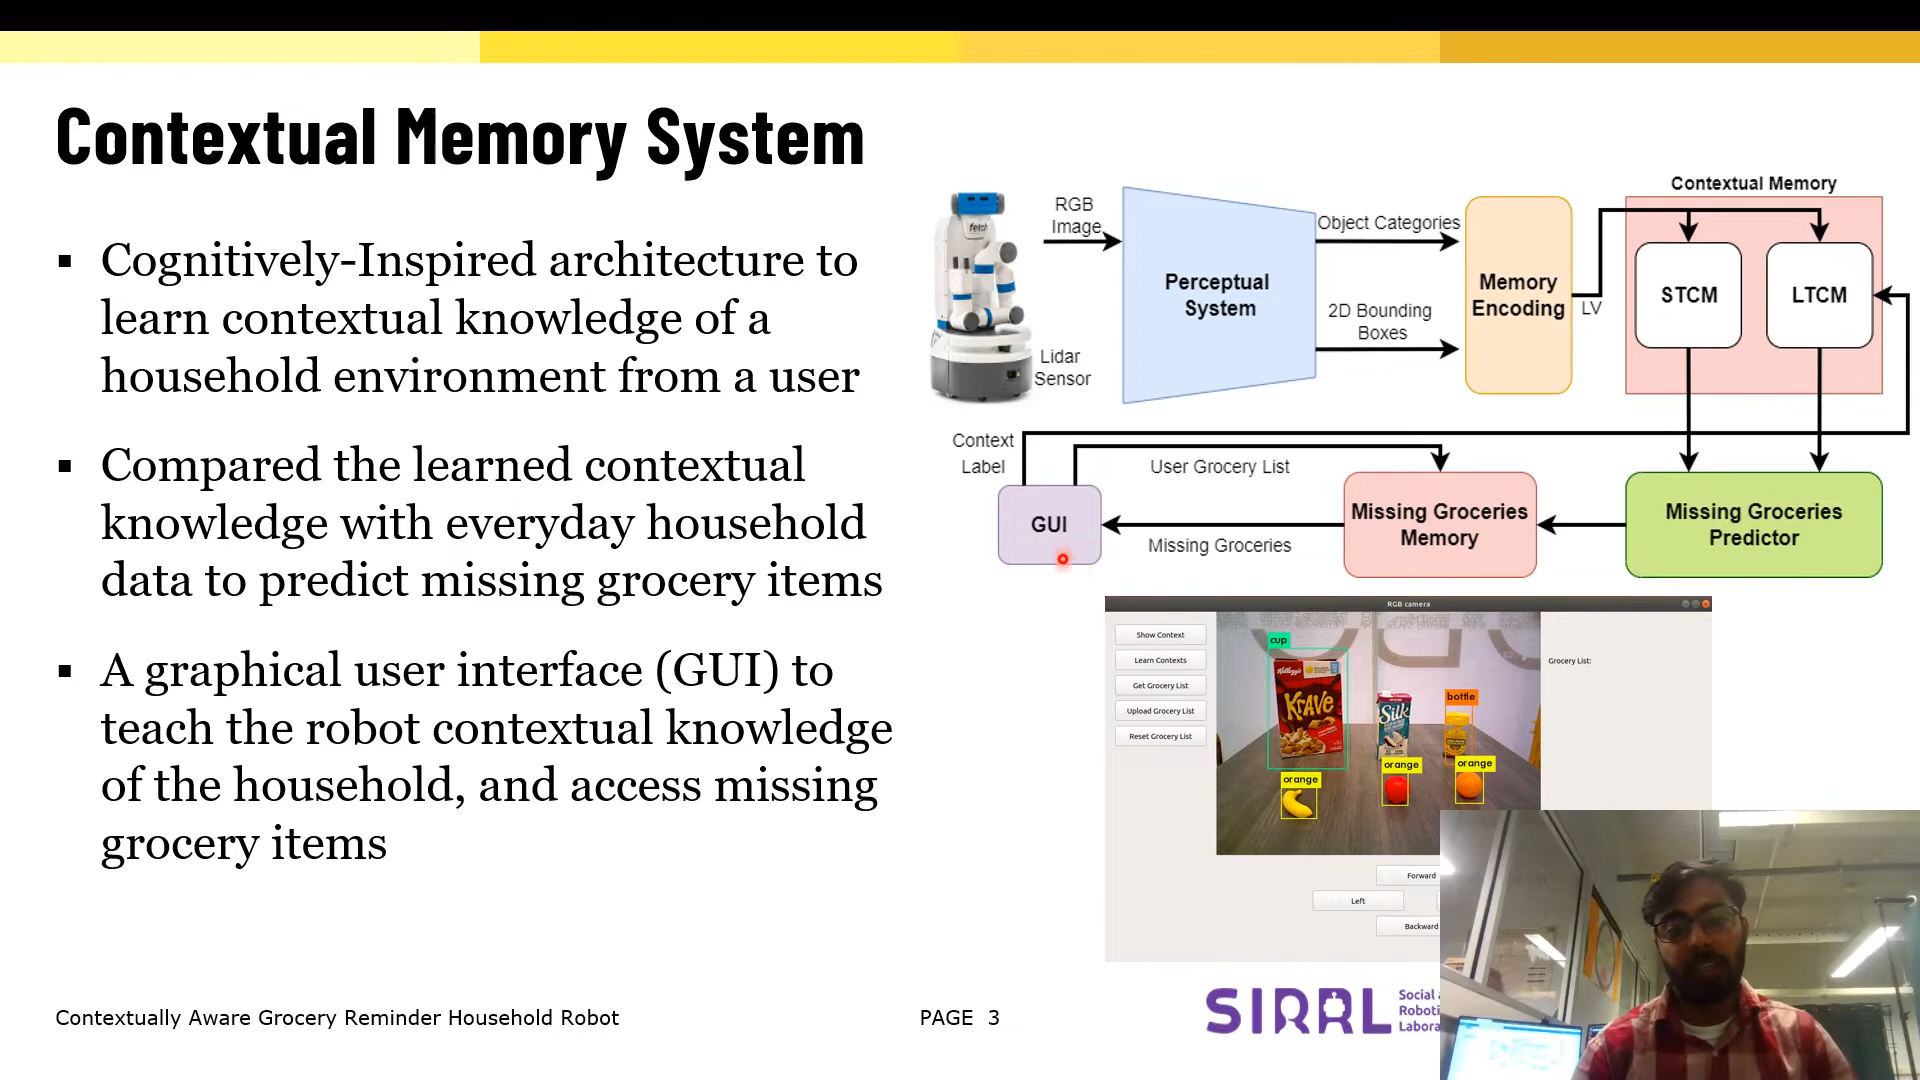 Contextual Memory System
▪ Cognitively-Inspired architecture to
learn contextual knowledge of a
household environment from a user
▪ Compared the learned contextual
knowledge with everyday household
data to predict missing grocery items
▪ A graphical user interface (GUI) to
teach the robot contextual knowledge
of the household, and access missing
grocery items
Contextual Memory
RGB
Image
fetch
Lidar
Sensor
Perceptual
System
Object Categories
2D Bounding
Boxes
Memory
Encoding
LV
STCM
LTCM
Context
Label
User Grocery List
GUI
Missing Groceries
Missing Groceries
Memory
Missing Groceries
Predictor
RGB camera
Show Context
Learn Contexts
Get Grocery List
Upload Grocery List
Reset Grocery List
Grocery List:
cup
Kellogg's
Krave
Silk
bottle
orange
orange
orange
Forward
Left
Backward
Contextually Aware Grocery Reminder Household Robot
PAGE 3
SIRRL
Social
Roboti
Labora